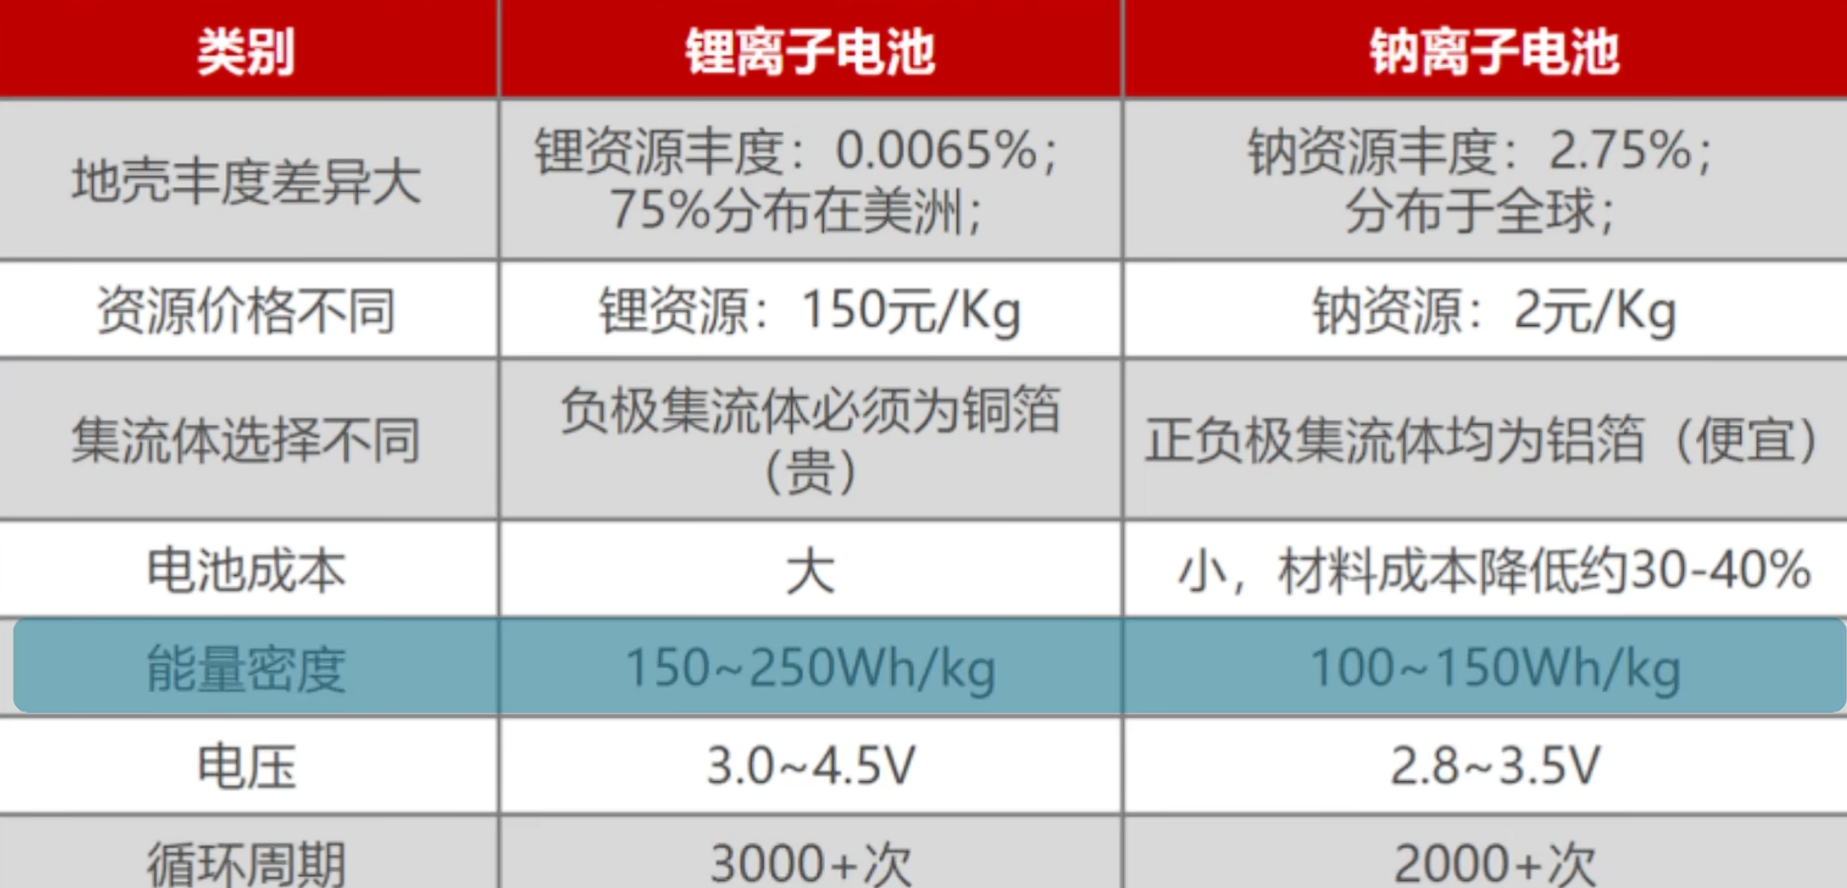 类别
锂离子电池
钠离子电池
地壳丰度差异大
锂资源丰度：0.0065%；
75%分布在美洲；
钠资源丰度：2.75%；
分布于全球；
资源价格不同
锂资源：150元/Kg
钠资源：2元/Kg
集流体选择不同
负极集流体必须为铜箔
（贵）
正负极集流体均为铝箔（便宜）
电池成本
大
小，材料成本降低约30-40%
能量密度
150~250Wh/kg
100~150Wh/kg
电压
3.0~4.5V
2.8~3.5V
循环周期
3000+次
2000+次